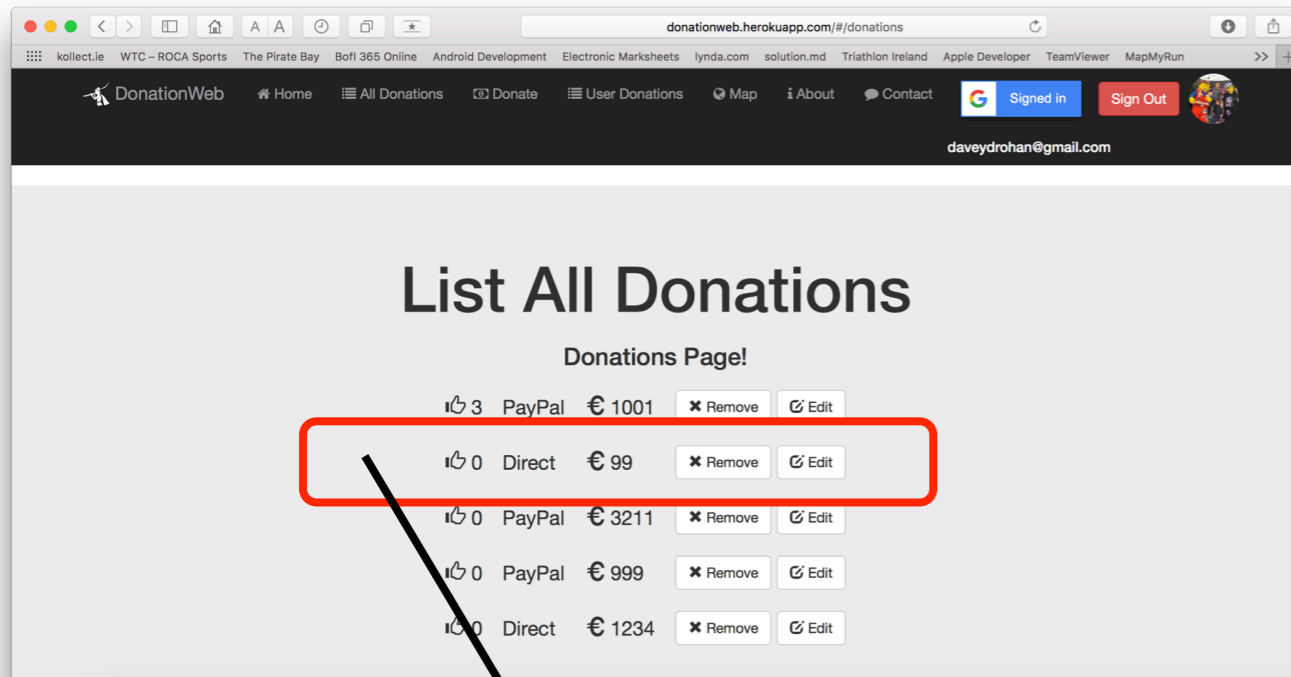 A A
donationweb.herokuapp.com/#/donations
kollect.ie WTC – ROCA Sports The Pirate Bay BofI 365 Online Android Development Electronic Marksheets lynda.com solution.md Triathlon Ireland Apple Developer TeamViewer MapMyRun >> +
DonationWeb Home All Donations Donate User Donations Map About Contact G Signed in Sign Out
daveydrohan@gmail.com
List All Donations
Donations Page!
3 PayPal € 1001 Remove Edit
0 Direct € 99 Remove Edit
0 PayPal € 3211 Remove Edit
0 PayPal € 999 Remove Edit
0 Direct € 1234 Remove Edit